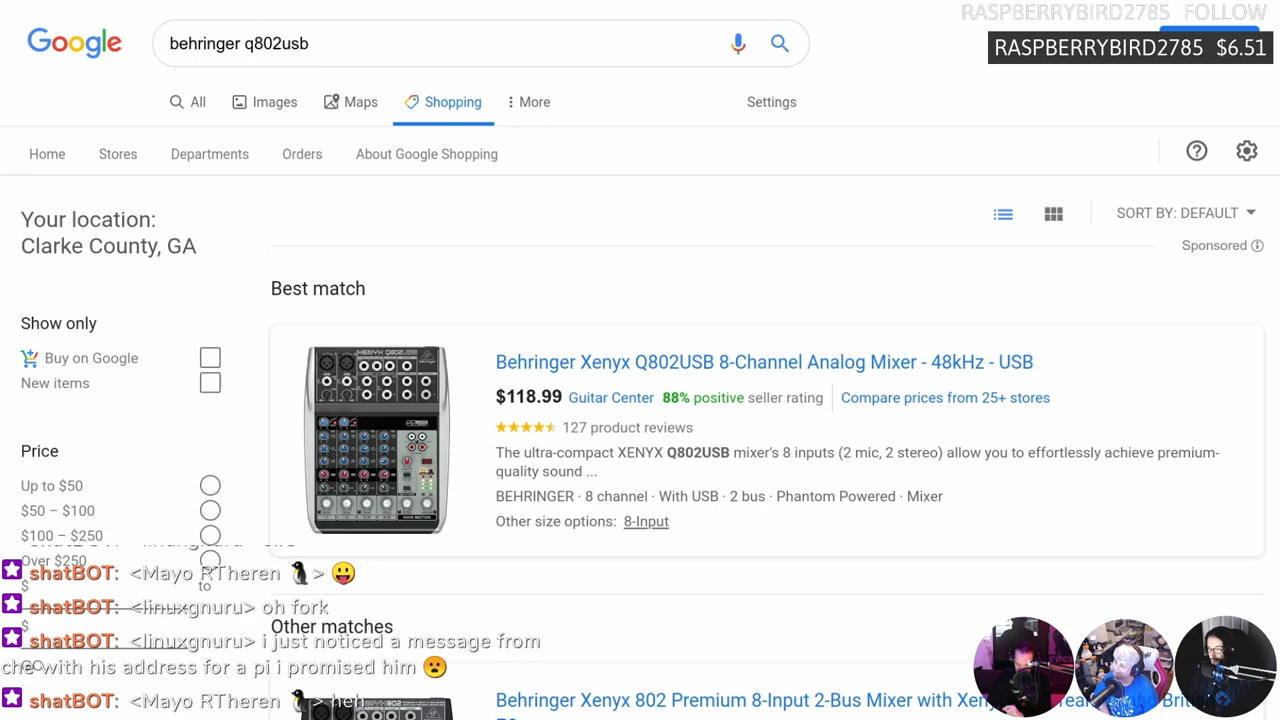 RASPBERRYBIRD2785 FOLLOW
RASPBERRYBIRD2785 $6.51
Google
behringer q802usb
All
Images
Maps
Shopping
More
Settings
Home
Stores
Departments
Orders
About Google Shopping
Your location:
Clarke County, GA
SORT BY: DEFAULT
Sponsored
Best match
Show only
Buy on Google
New items
Price
Up to $50
$50 – $100
$100 – $250
Over $250
$
to
$
GO
Behringer Xenyx Q802USB 8-Channel Analog Mixer - 48kHz - USB
$118.99 Guitar Center 88% positive seller rating
Compare prices from 25+ stores
127 product reviews
The ultra-compact XENYX Q802USB mixer's 8 inputs (2 mic, 2 stereo) allow you to effortlessly achieve premium-
quality sound ...
BEHRINGER · 8 channel · With USB · 2 bus · Phantom Powered · Mixer
Other size options: 8-Input
Other matches
shatBOT: <Mayo RTheren 🐧> 😛
shatBOT: <linuxgnuru> oh fork
shatBOT: <linuxgnuru> i just noticed a message from
che with his address for a pi i promised him 😮
shatBOT: <Mayo RTheren 🐧> heh
Behringer Xenyx 802 Premium 8-Input 2-Bus Mixer with